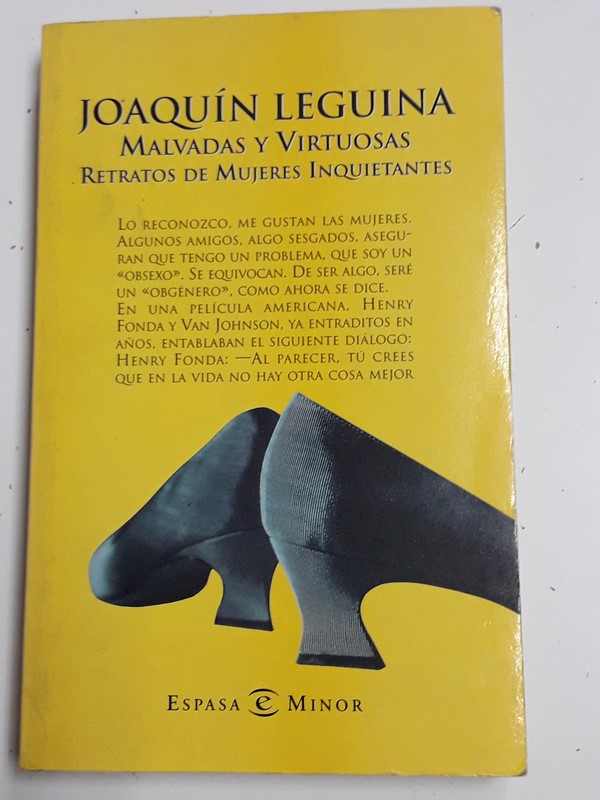 JOAQUÍN LEGUINA
MALVADAS Y VIRTUOSAS
RETRATOS DE MUJERES INQUIETANTES
LO RECONOZCO, ME GUSTAN LAS MUJERES.
ALGUNOS AMIGOS, ALGO SESGADOS, ASEGU-
RAN QUE TENGO UN PROBLEMA, QUE SOY UN
«OBSEXO». SE EQUIVOCAN. DE SER ALGO, SERÉ
UN «OBGÉNERO», COMO AHORA SE DICE.
EN UNA PELÍCULA AMERICANA, HENRY
FONDA Y VAN JOHNSON, YA ENTRADITOS EN
AÑOS, ENTABLABAN EL SIGUIENTE DIÁLOGO:
HENRY FONDA: —AL PARECER, TÚ CREES
QUE EN LA VIDA NO HAY OTRA COSA MEJOR
ESPASA e MINOR